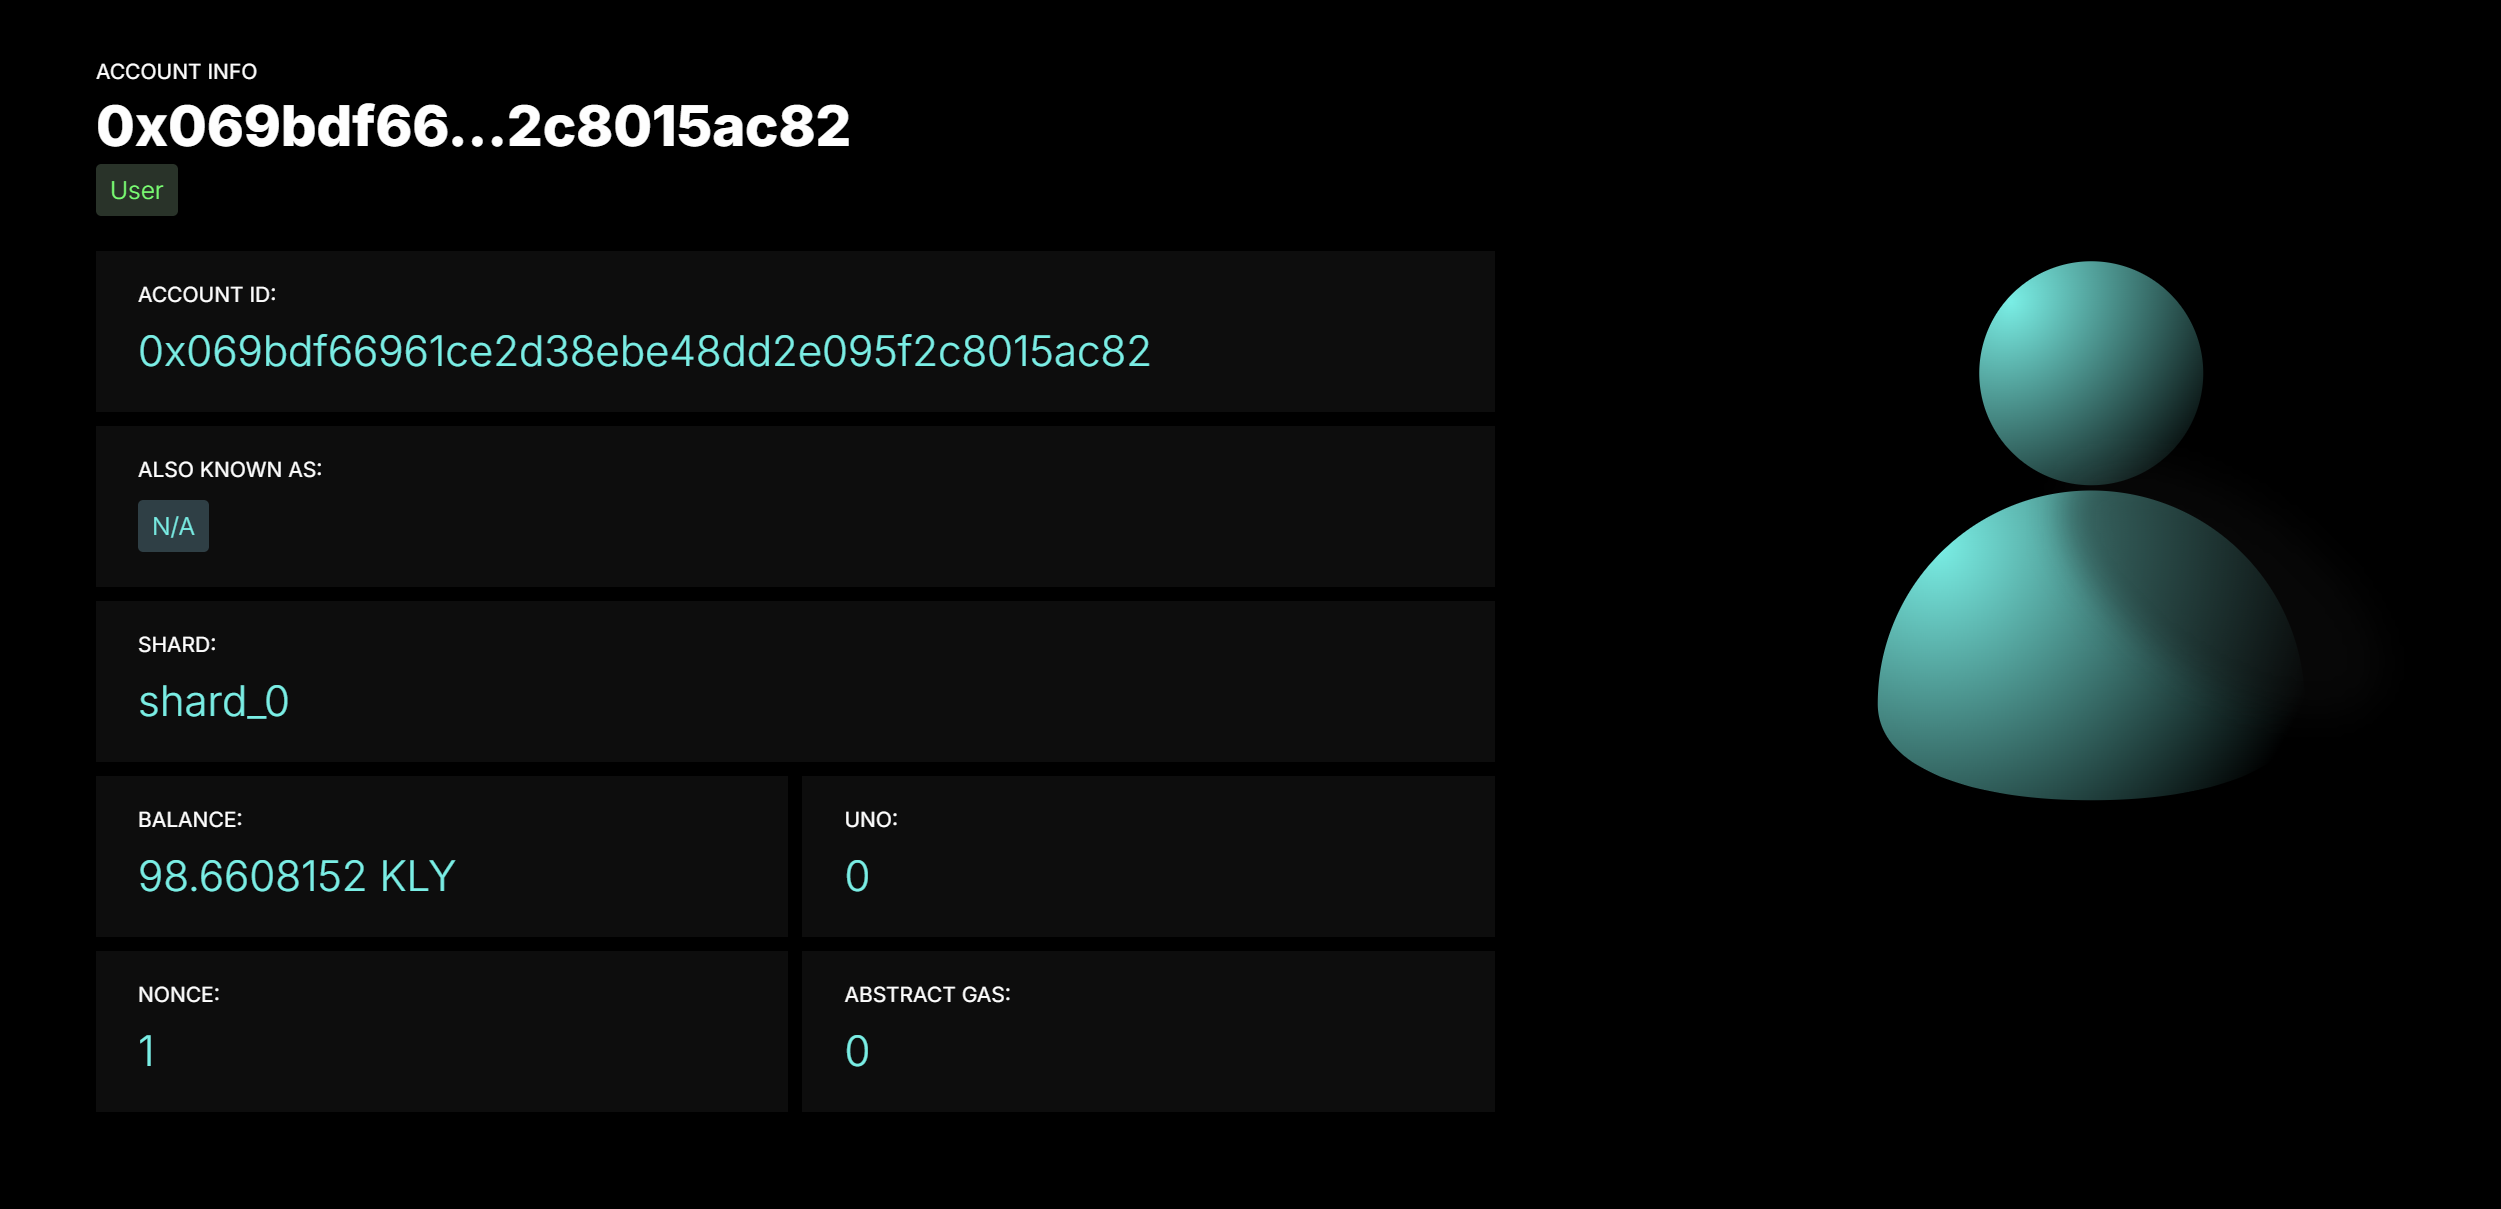 ACCOUNT INFO
0x069bdf66...2c8015ac82
User
ACCOUNT ID:
0x069bdf66961ce2d38ebe48dd2e095f2c8015ac82
ALSO KNOWN AS:
N/A
SHARD:
shard_0
BALANCE:
98.6608152 KLY
UNO:
0
NONCE:
1
ABSTRACT GAS:
0